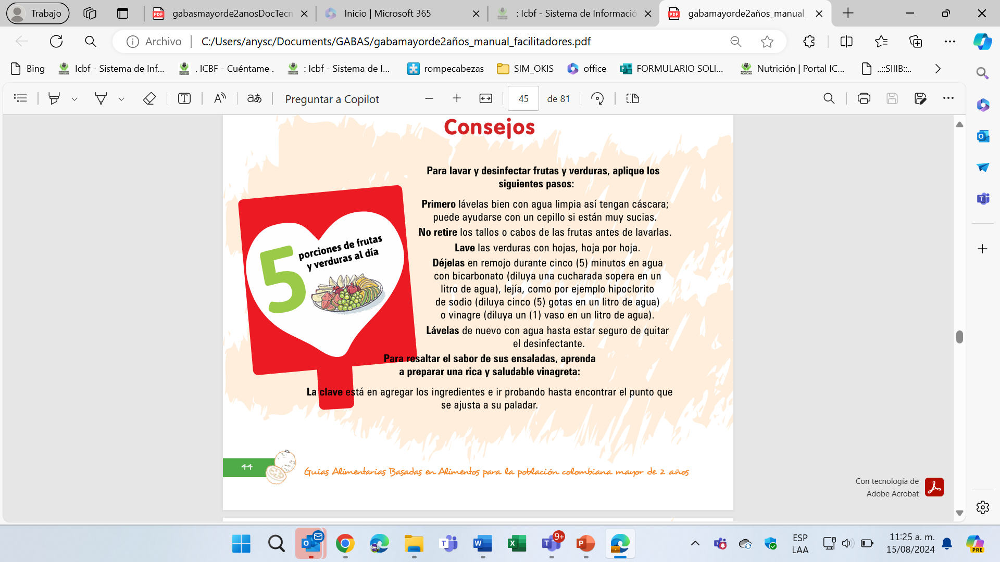 Trabajo
gabasmayorde2anosDocTecn
Inicio | Microsoft 365
: Icbf - Sistema de Informació
gabamayorde2años_manual_
Archivo
C:/Users/anysc/Documents/GABAS/gabamayorde2años_manual_facilitadores.pdf
Bing
Icbf - Sistema de Inf...
. ICBF - Cuéntame .
: Icbf - Sistema de I...
rompecabezas
SIM_OKIS
office
FORMULARIO SOLI...
Nutrición | Portal IC...
..::SIIIB::..
Preguntar a Copilot
45
de 81
Consejos
Para lavar y desinfectar frutas y verduras, aplique los
siguientes pasos:
Primero lávelas bien con agua limpia así tengan cáscara;
puede ayudarse con un cepillo si están muy sucias.
No retire los tallos o cabos de las frutas antes de lavarlas.
Lave las verduras con hojas, hoja por hoja.
Déjelas en remojo durante cinco (5) minutos en agua
con bicarbonato (diluya una cucharada sopera en un
litro de agua), lejía, como por ejemplo hipoclorito
de sodio (diluya cinco (5) gotas en un litro de agua)
o vinagre (diluya un (1) vaso en un litro de agua).
Lávelas de nuevo con agua hasta estar seguro de quitar
el desinfectante.
5 porciones de frutas
y verduras al día
Para resaltar el sabor de sus ensaladas, aprenda
a preparar una rica y saludable vinagreta:
La clave está en agregar los ingredientes e ir probando hasta encontrar el punto que
se ajusta a su paladar.
44
Guías Alimentarias Basadas en Alimentos para la población colombiana mayor de 2 años
Con tecnología de
Adobe Acrobat
9+
ESP
LAA
11:25 a. m.
15/08/2024
PRE